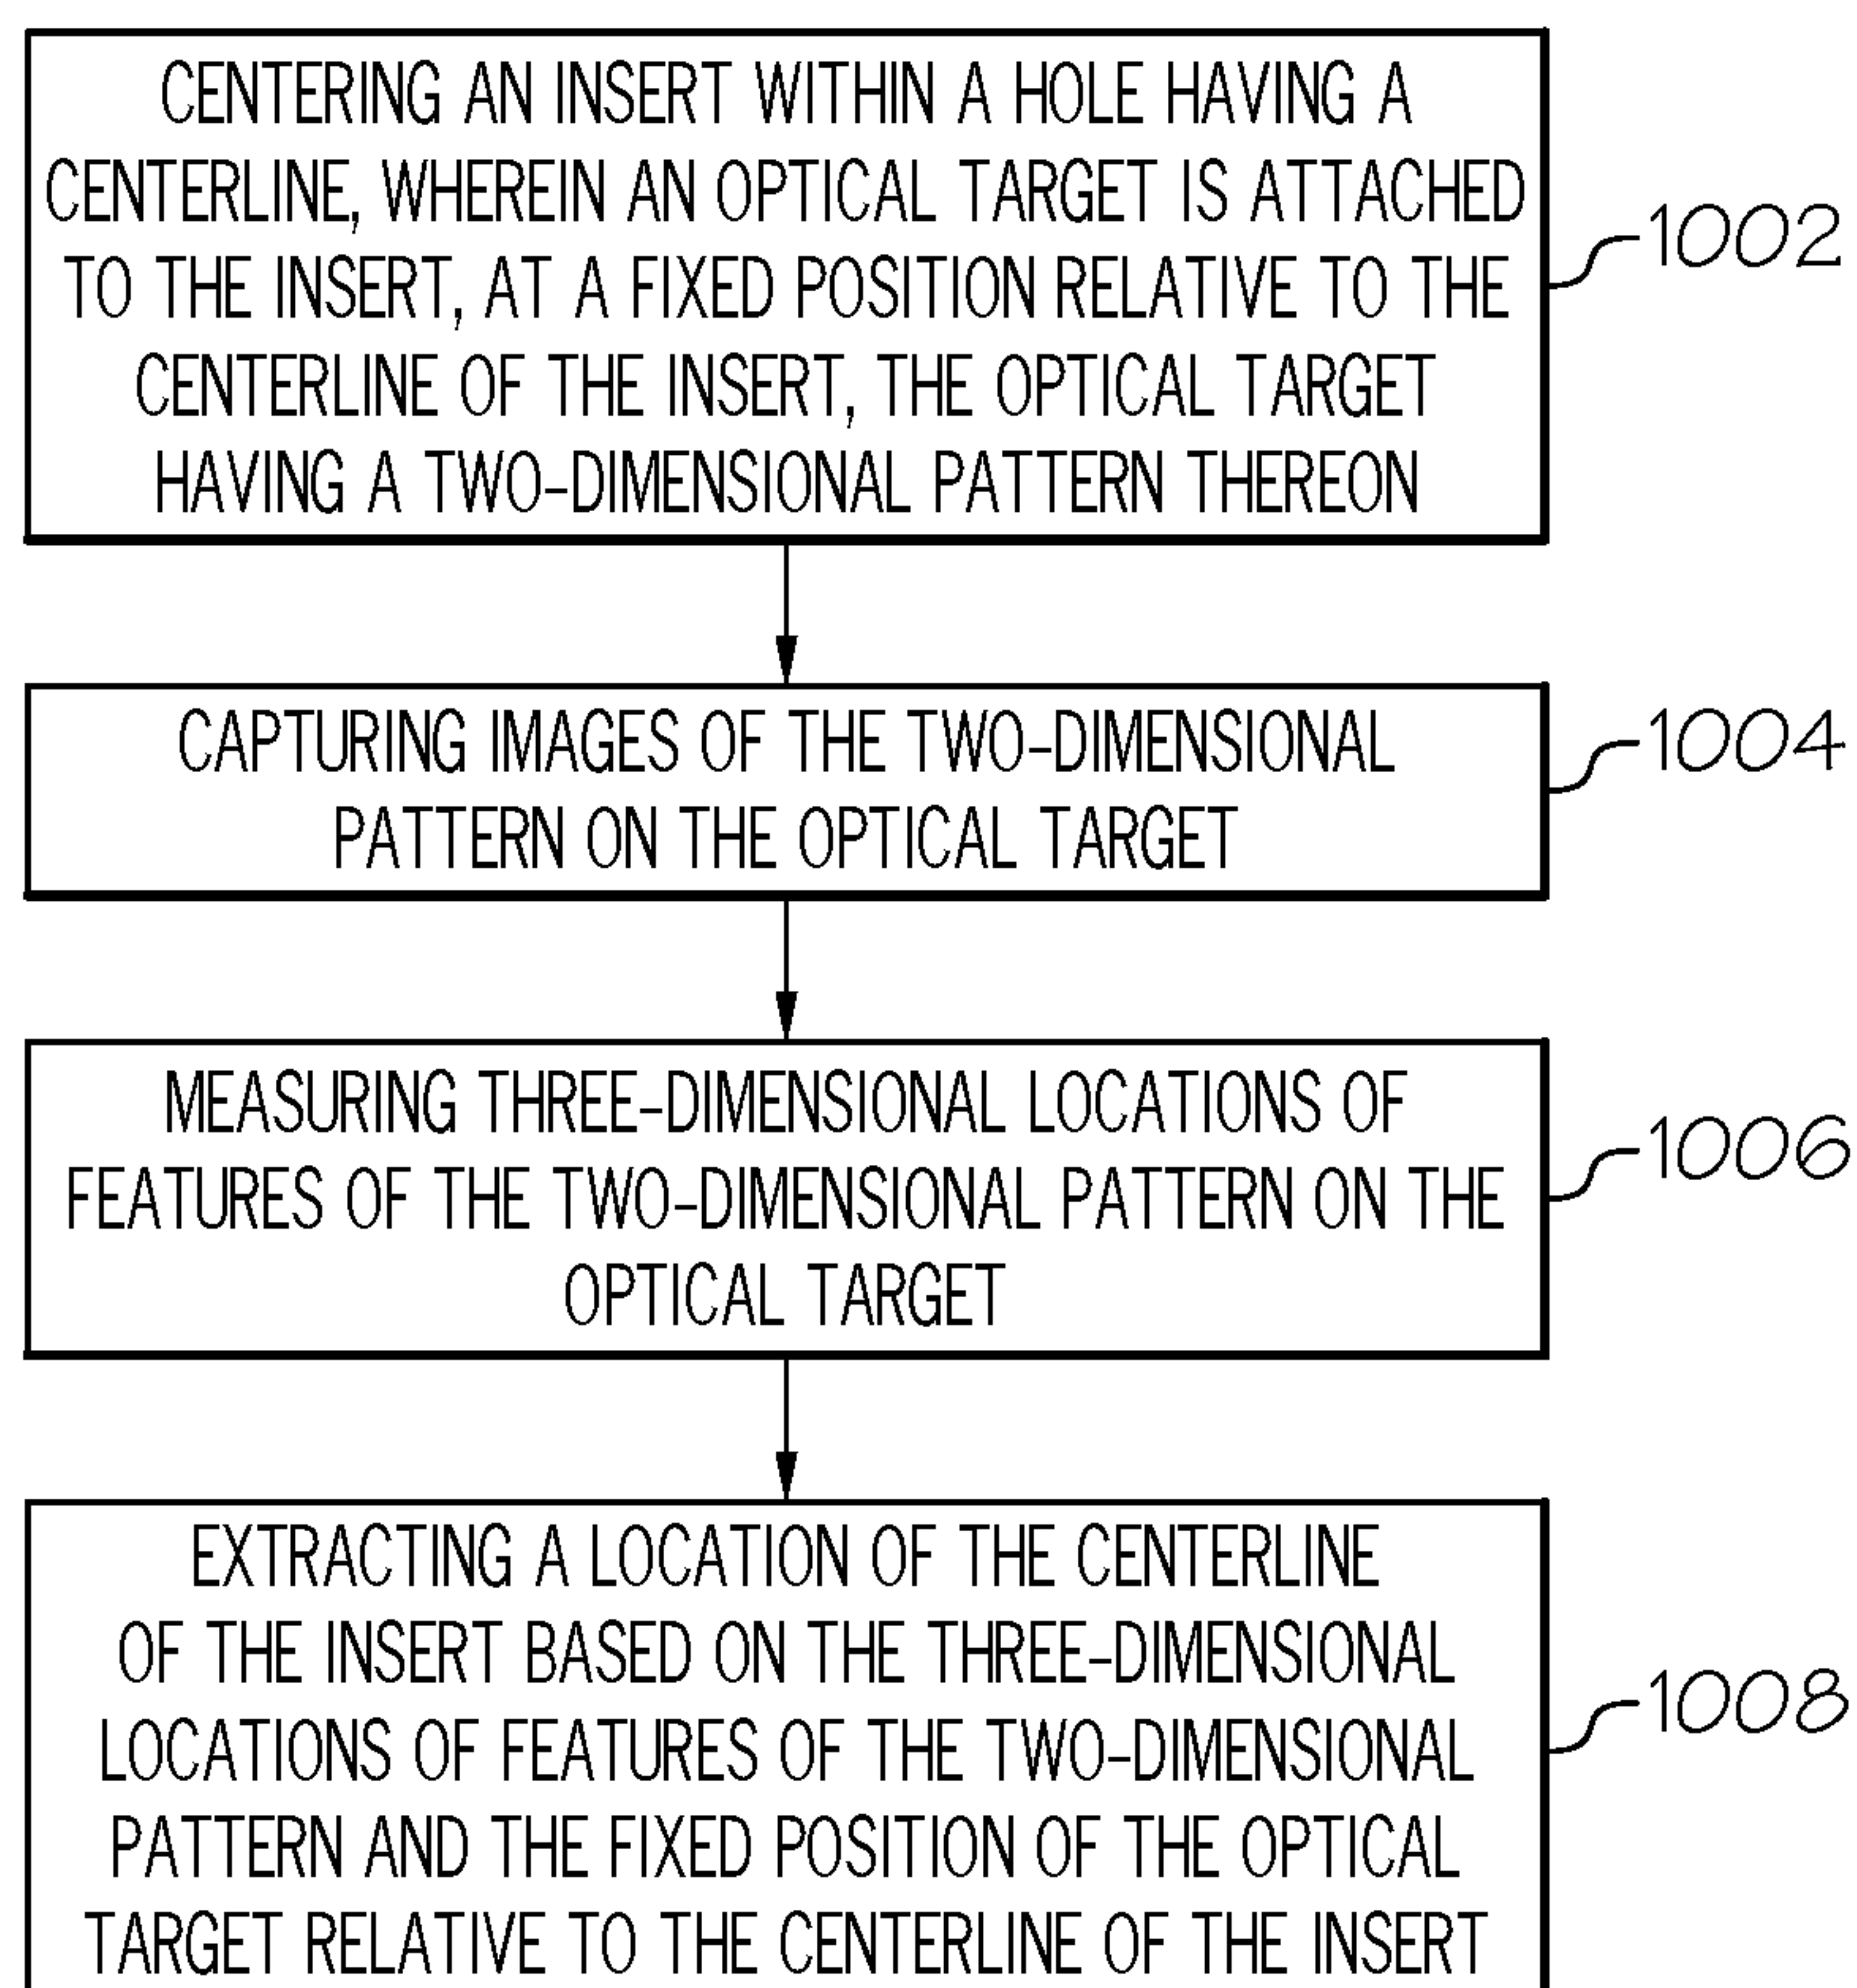 CENTERING AN INSERT WITHIN A HOLE HAVING A
CENTERLINE, WHEREIN AN OPTICAL TARGET IS ATTACHED
TO THE INSERT, AT A FIXED POSITION RELATIVE TO THE
CENTERLINE OF THE INSERT, THE OPTICAL TARGET
HAVING A TWO-DIMENSIONAL PATTERN THEREON
1002
CAPTURING IMAGES OF THE TWO-DIMENSIONAL
PATTERN ON THE OPTICAL TARGET
1004
MEASURING THREE-DIMENSIONAL LOCATIONS OF
FEATURES OF THE TWO-DIMENSIONAL PATTERN ON THE
OPTICAL TARGET
1006
EXTRACTING A LOCATION OF THE CENTERLINE
OF THE INSERT BASED ON THE THREE-DIMENSIONAL
LOCATIONS OF FEATURES OF THE TWO-DIMENSIONAL
PATTERN AND THE FIXED POSITION OF THE OPTICAL
TARGET RELATIVE TO THE CENTERLINE OF THE INSERT
1008